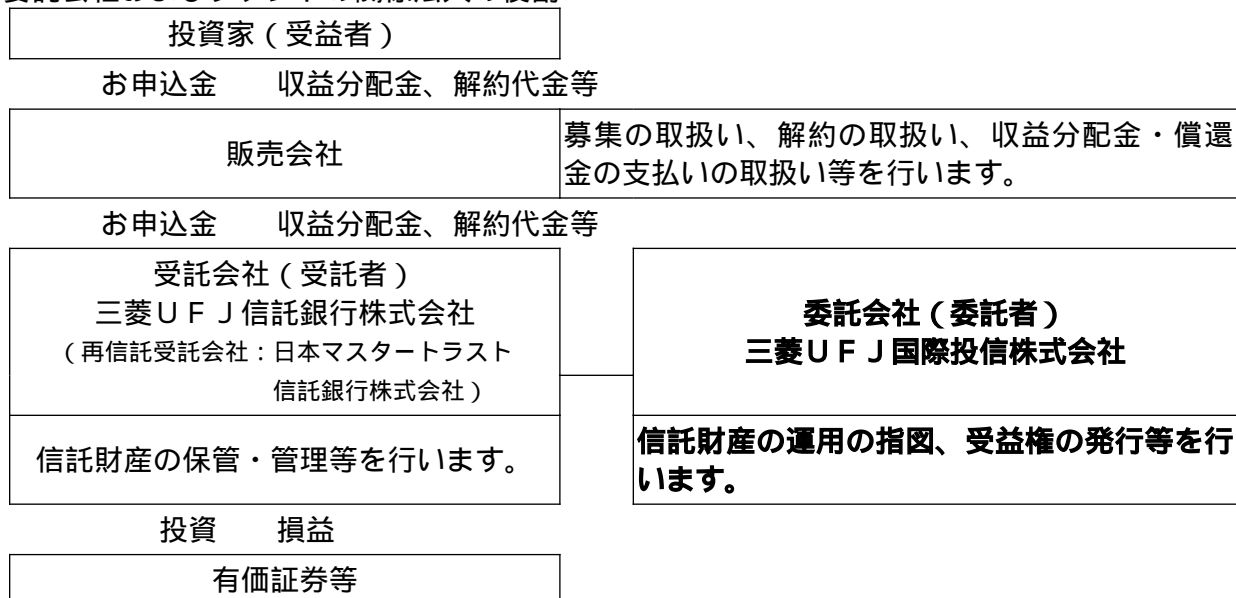 投資家（受益者）
お申込金　　収益分配金、解約代金等
販売会社
募集の取扱い、解約の取扱い、収益分配金・償還
金の支払いの取扱い等を行います。
お申込金　　収益分配金、解約代金等
受託会社（受託者）
三菱ＵＦＪ信託銀行株式会社
（再信託受託会社：日本マスタートラスト
信託銀行株式会社）
委託会社（委託者）
三菱ＵＦＪ国際投信株式会社
信託財産の保管・管理等を行います。
信託財産の運用の指図、受益権の発行等を行
います。
投資　　損益
有価証券等